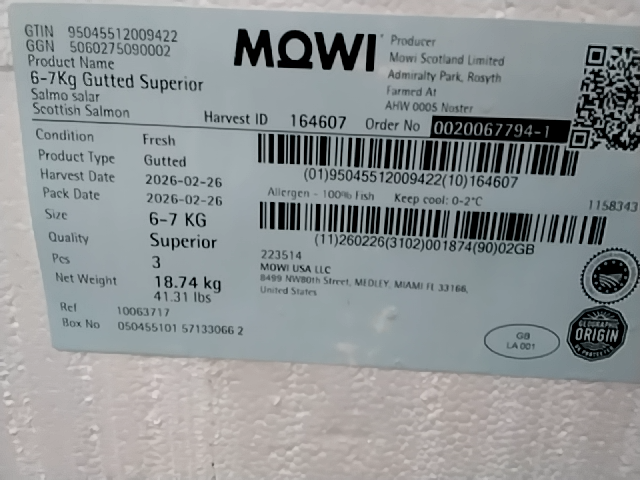 GTIN 95045512009422
GGN 5060275090002
Product Name
6-7Kg Gutted Superior
Salmo salar
Scottish Salmon
MOWI
Producer
Mowi Scotland Limited
Admiralty Park, Rosyth
Farmed At
AHW 0005 Noster
Harvest ID 164607 Order No 0020067794-1
Condition Fresh
Product Type Gutted
Harvest Date 2026-02-26
Pack Date 2026-02-26
Size 6-7 KG
Quality Superior
Pcs 3
Net Weight 18.74 kg
41.31 lbs
Ref 10063717
Box No 050455101 57133066 2
(01)95045512009422(10)164607
Allergen - 100% Fish Keep cool: 0-2°C
1158343
(11)260226(3102)001874(90)02GB
223514
MOWI USA LLC
8499 NW80th Street, MEDLEY, MIAMI FL 33166,
United States
GB
LA 001
GEOGRAPHIC
ORIGIN